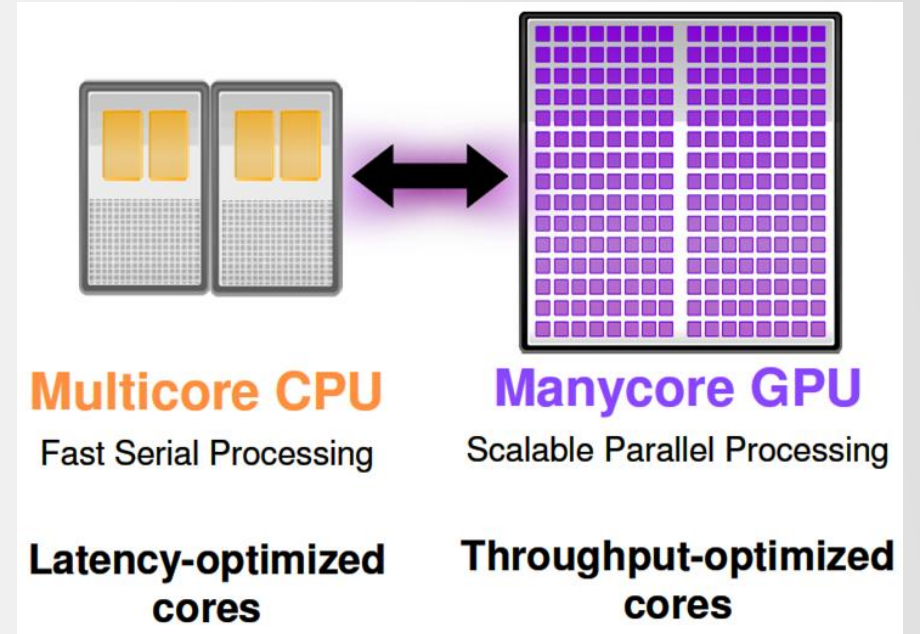 Multicore CPU
Fast Serial Processing
Latency-optimized
cores
Manycore GPU
Scalable Parallel Processing
Throughput-optimized
cores